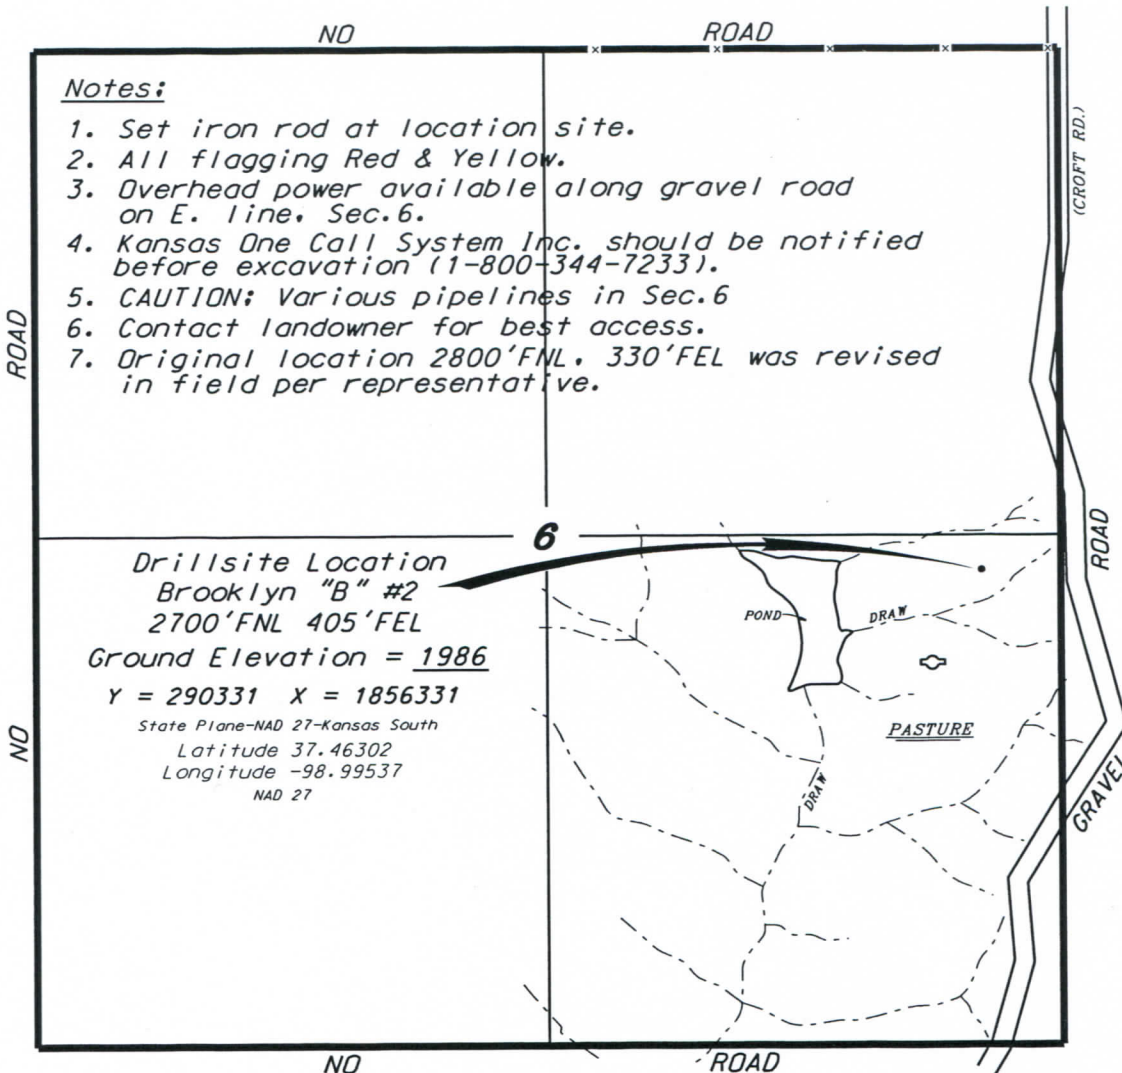 NO ROAD
Notes:
1. Set iron rod at location site.
2. All flagging Red & Yellow.
3. Overhead power available along gravel road
on E. line, Sec.6.
4. Kansas One Call System Inc. should be notified
before excavation (1-800-344-7233).
5. CAUTION: Various pipelines in Sec.6
6. Contact landowner for best access.
7. Original location 2800'FNL, 330'FEL was revised
in field per representative.
(CROFT RD.)
ROAD
NO
6
Drillsite Location
Brooklyn "B" #2
2700'FNL 405'FEL
Ground Elevation = 1986
Y = 290331 X = 1856331
State Plane-NAD 27-Kansas South
Latitude 37.46302
Longitude -98.99537
NAD 27
POND
DRAW
PASTURE
DRAW
ROAD
GRAVEL
NO ROAD